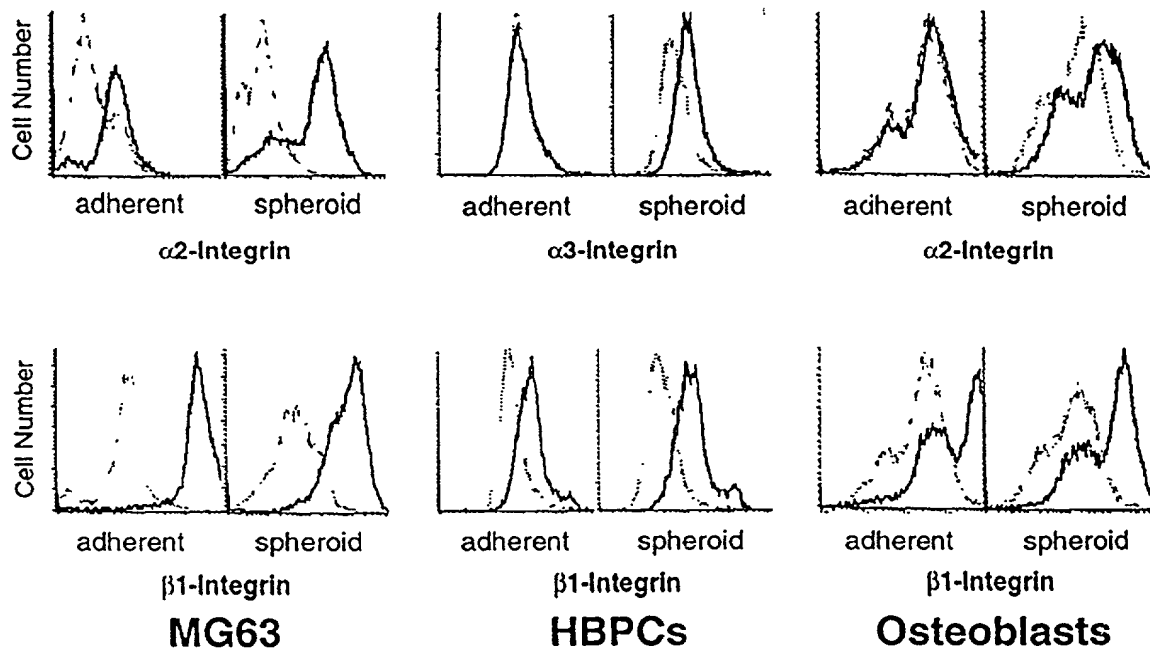 Cell Number
adherent spheroid adherent spheroid adherent spheroid
α2-Integrin α3-Integrin α2-Integrin
Cell Number
adherent spheroid adherent spheroid adherent spheroid
β1-Integrin β1-Integrin β1-Integrin
MG63 HBPCs Osteoblasts